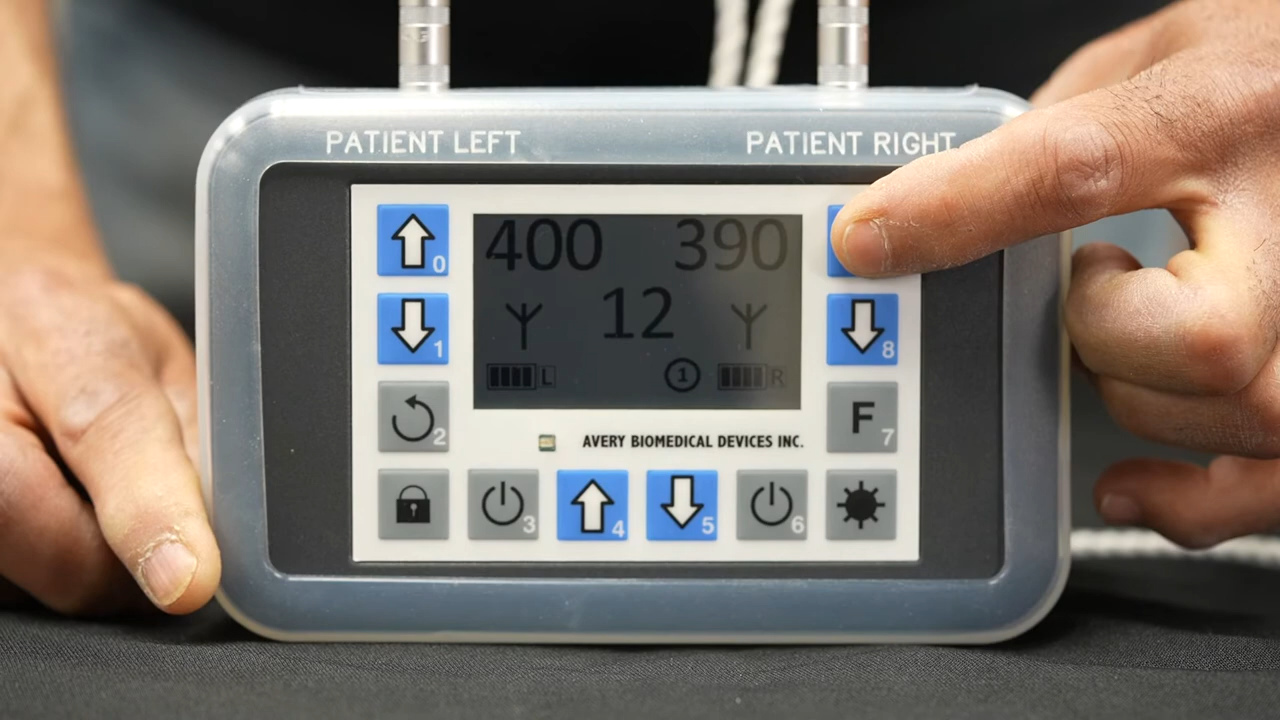 PATIENT LEFT PATIENT RIGHT
400 390
0
12
1 8
L 1 R
2 F 7
AVERY BIOMEDICAL DEVICES INC.
3 4 5 6